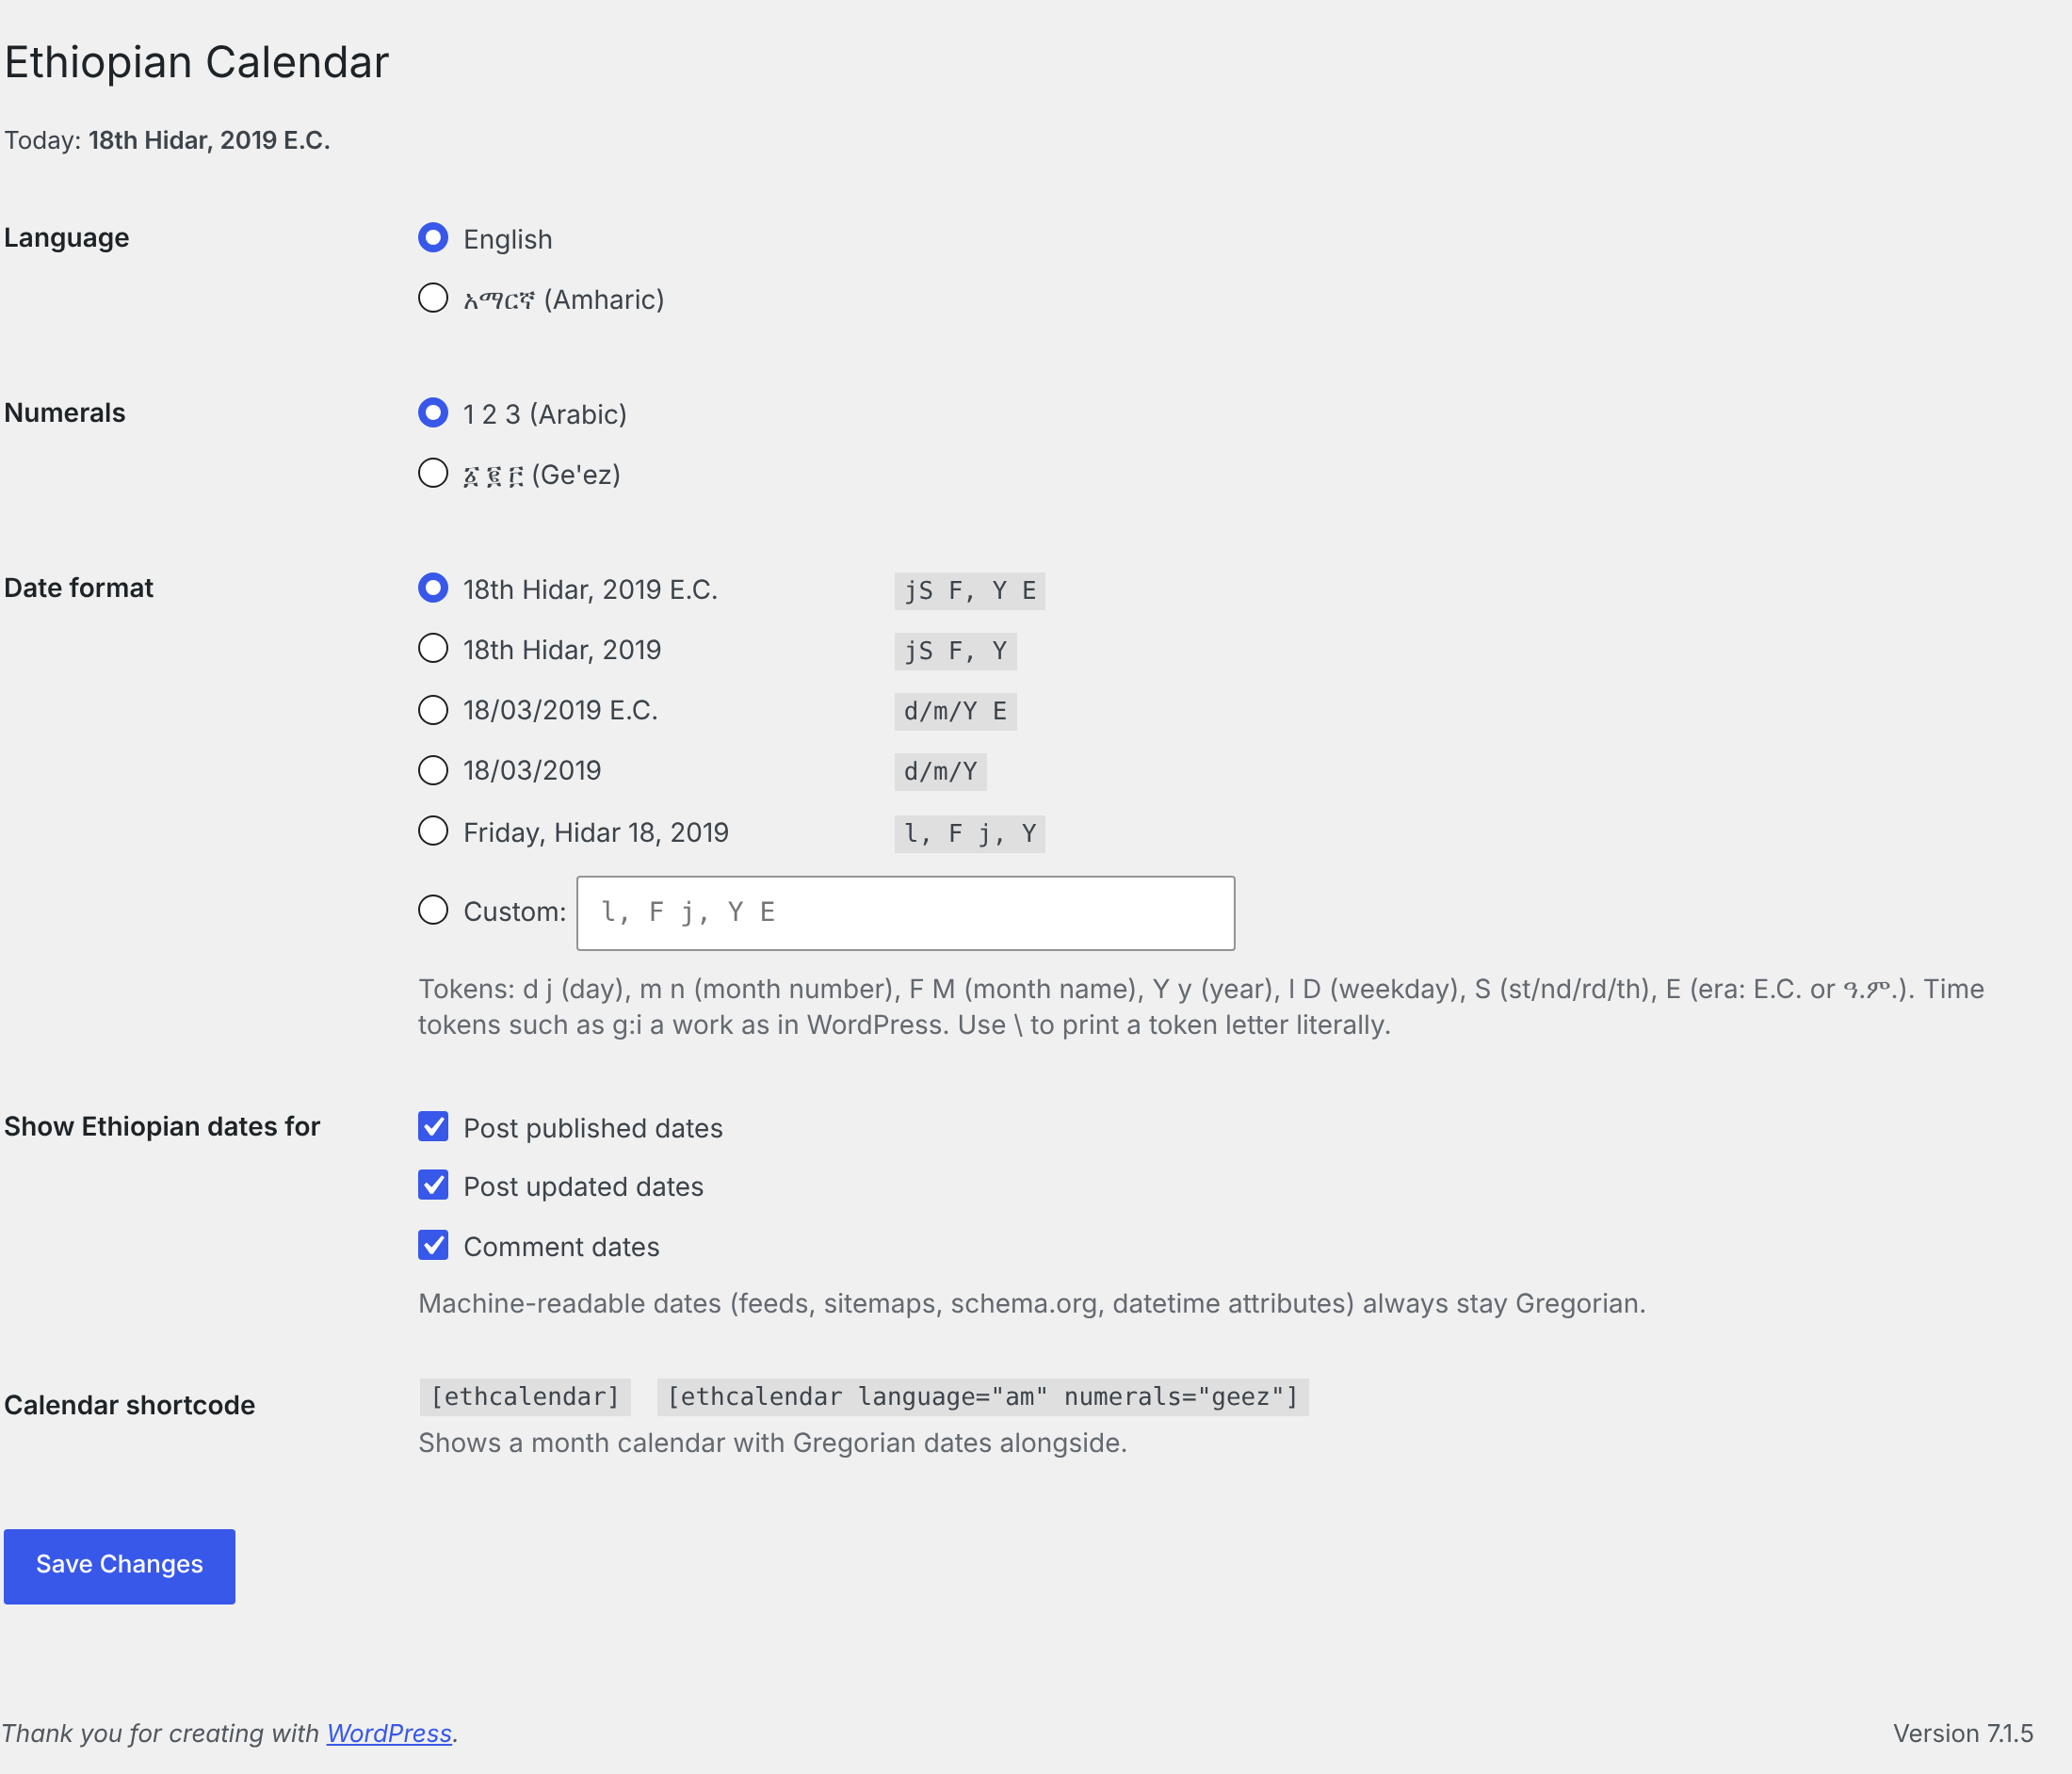 Ethiopian Calendar
Today: 18th Hidar, 2019 E.C.
Language
English
አማርኛ (Amharic)
Numerals
1 2 3 (Arabic)
፩ ፪ ፫ (Ge'ez)
Date format
18th Hidar, 2019 E.C. jS F, Y E
18th Hidar, 2019 jS F, Y
18/03/2019 E.C. d/m/Y E
18/03/2019 d/m/Y
Friday, Hidar 18, 2019 l, F j, Y
Custom: l, F j, Y E
Tokens: d j (day), m n (month number), F M (month name), Y y (year), l D (weekday), S (st/nd/rd/th), E (era: E.C. or ዓ.ም.). Time
tokens such as g:i a work as in WordPress. Use \ to print a token letter literally.
Show Ethiopian dates for
Post published dates
Post updated dates
Comment dates
Machine-readable dates (feeds, sitemaps, schema.org, datetime attributes) always stay Gregorian.
Calendar shortcode
[ethcalendar] [ethcalendar language="am" numerals="geez"]
Shows a month calendar with Gregorian dates alongside.
Save Changes
Thank you for creating with WordPress.
Version 7.1.5